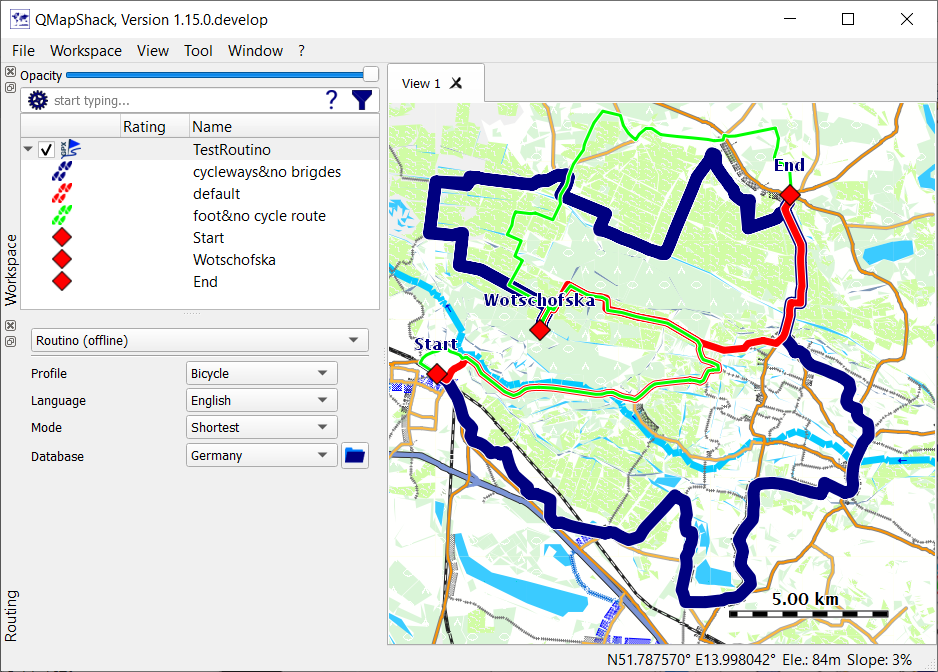 QMapShack, Version 1.15.0.develop
File Workspace View Tool Window ?
Opacity
start typing...
?
Rating Name
GPX TestRoutino
cycleways&no brigdes
default
foot&no cycle route
Start
Wotschofska
End
Workspace
Routino (offline)
Profile Bicycle
Language English
Mode Shortest
Database Germany
Routing
View 1
End
Wotschofska
Start
5.00 km
N51.787570° E13.998042° Ele.: 84m Slope: 3%